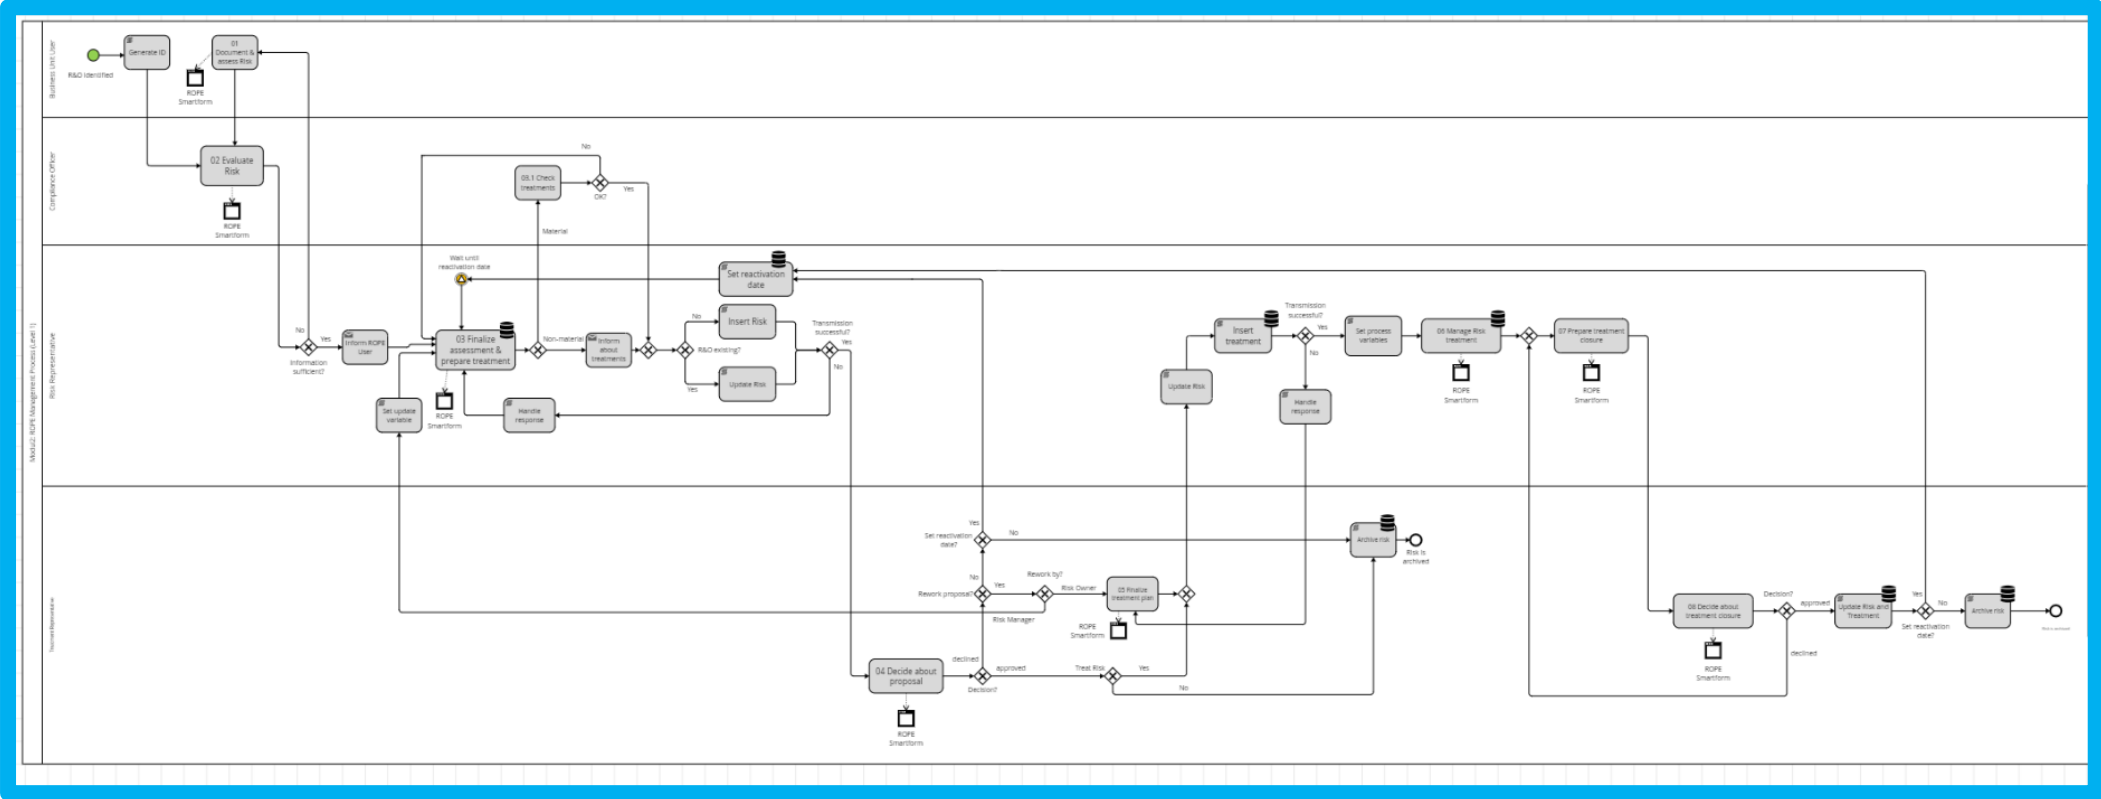 Modul2: ROPE Management Process (Level 1)
Business Unit User
R&O identified
Generate ID
01
Document &
assess Risk
ROPE
Smartform
Compliance Officer
02 Evaluate
Risk
ROPE
Smartform
03.1 Check
treatments
No
OK?
Yes
Material
Risk Representative
No
Yes
Information
sufficient?
Inform ROPE
User
Wait until
reactivation date
03 Finalize
assessment &
prepare treatment
ROPE
Smartform
Set update
variable
Handle
response
Non-material
Inform
about
treatments
No
R&O existing?
Yes
Set reactivation
date
Insert Risk
Update Risk
Transmission
successful?
Yes
No
Update Risk
Insert
treatment
Transmission
successful?
Yes
No
Handle
response
Set process
variables
06 Manage Risk
treatment
ROPE
Smartform
07 Prepare treatment
closure
ROPE
Smartform
04 Decide about
proposal
ROPE
Smartform
declined
approved
Decision?
Yes
Set reactivation
date?
No
No
Rework proposal?
Yes
Rework by?
Risk Owner
Risk Manager
05 Finalize
treatment plan
ROPE
Smartform
Treat Risk
Yes
No
Archive risk
Risk is
archived
08 Decide about
treatment closure
ROPE
Smartform
Decision?
approved
declined
Update Risk and
Treatment
Yes
No
Set reactivation
date?
Archive risk